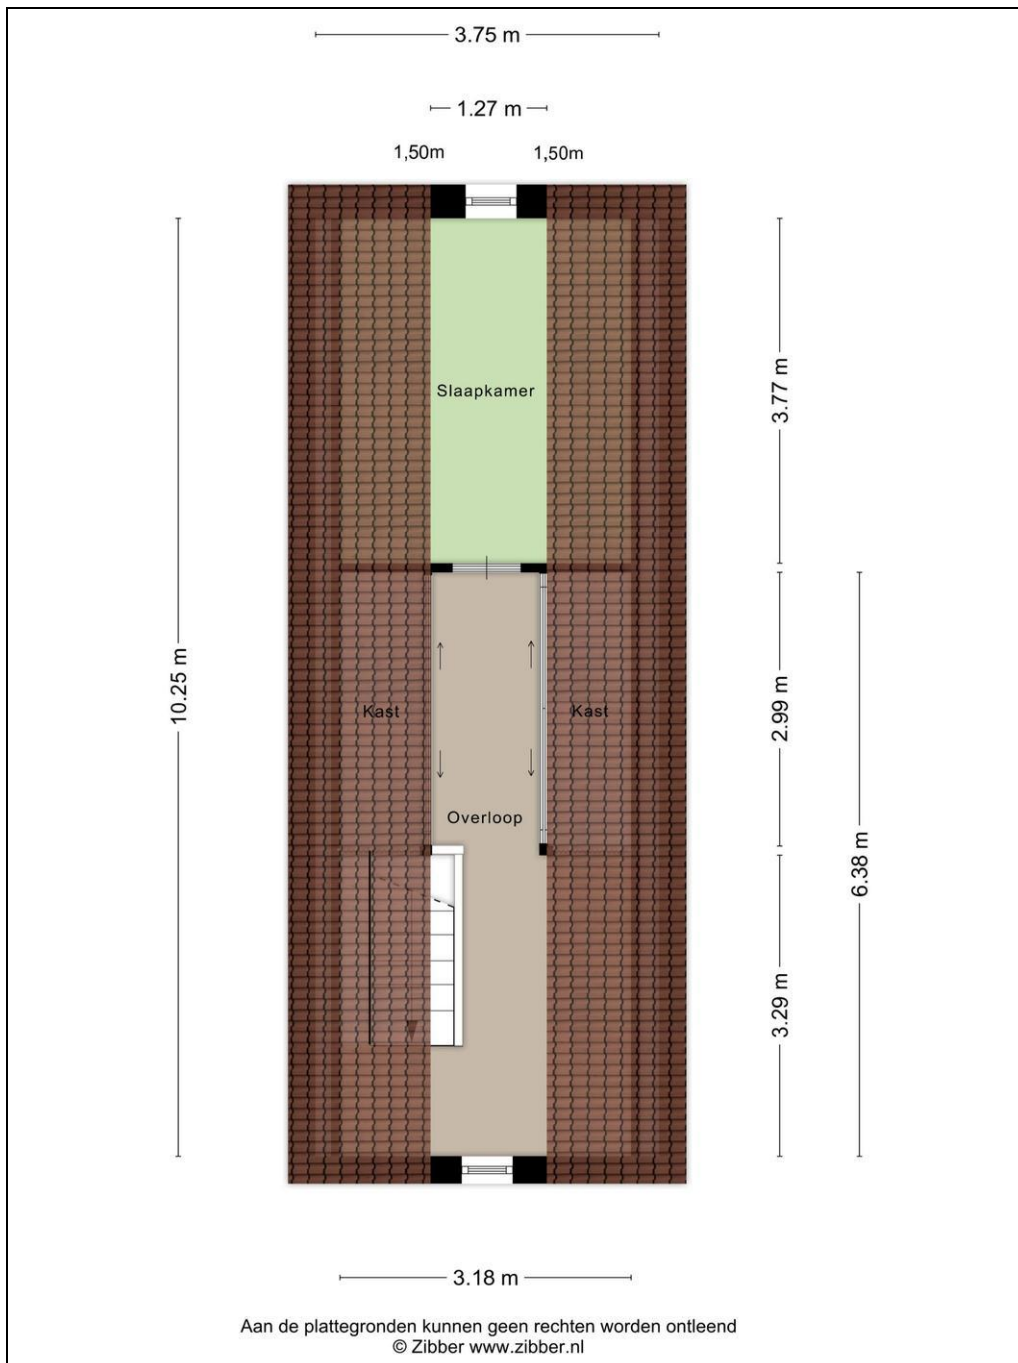 3.75 m
1.27 m
1,50m
1,50m
Slaapkamer
3.77 m
10.25 m
2.99 m
Kast
Kast
Overloop
6.38 m
3.29 m
3.18 m
Aan de plattegronden kunnen geen rechten worden ontleend
© Zibber www.zibber.nl